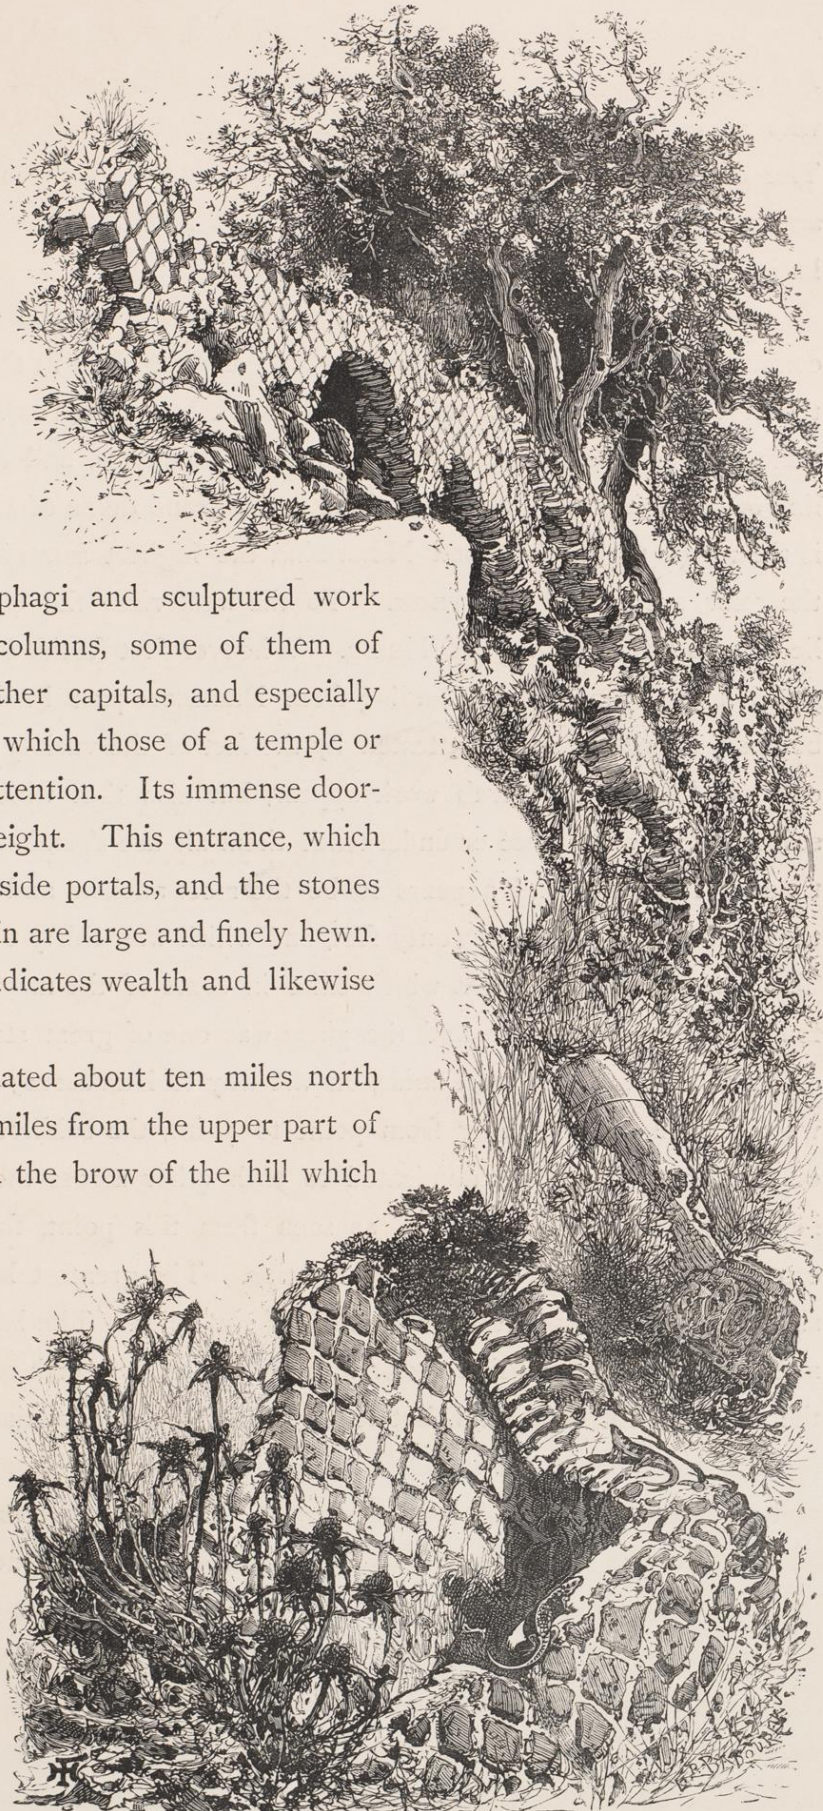 phagi and sculptured work
columns, some of them of
ther capitals, and especially
which those of a temple or
ttention. Its immense door-
eight. This entrance, which
side portals, and the stones
in are large and finely hewn.
dicates wealth and likewise
ated about ten miles north
miles from the upper part of
the brow of the hill which